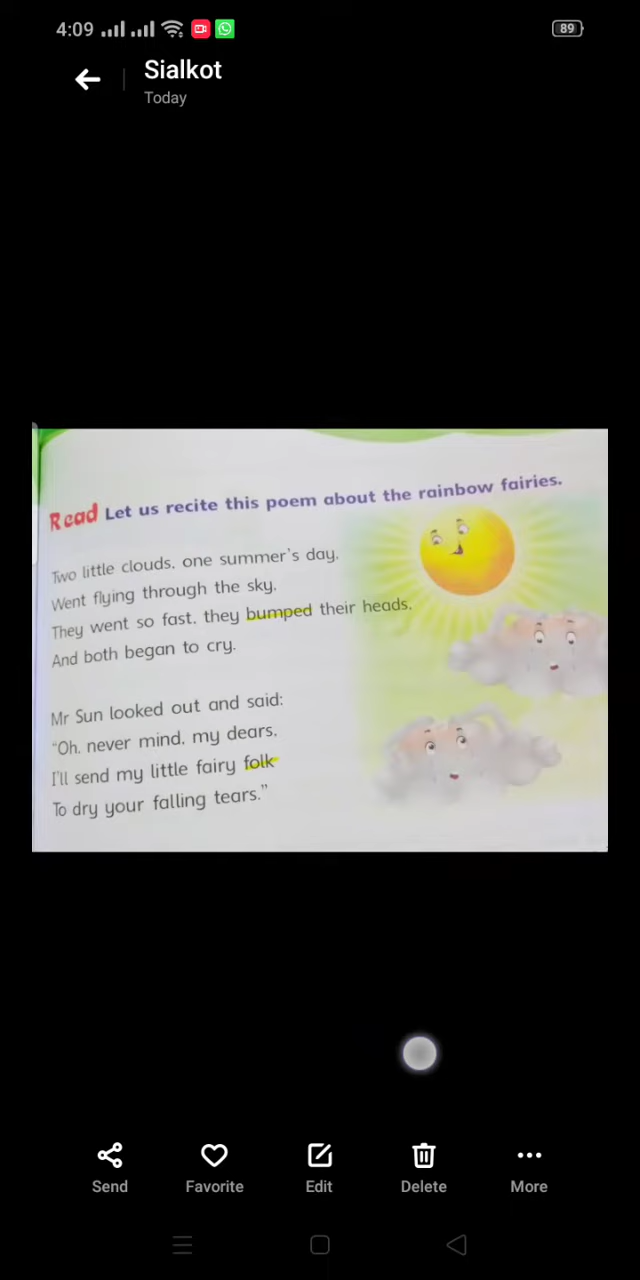 4:09
89
Sialkot
Today
Read Let us recite this poem about the rainbow fairies.
Two little clouds, one summer's day,
Went flying through the sky.
They went so fast, they bumped their heads,
And both began to cry.
Mr Sun looked out and said:
“Oh, never mind, my dears,
I'll send my little fairy folk
To dry your falling tears.”
Send Favorite Edit Delete More